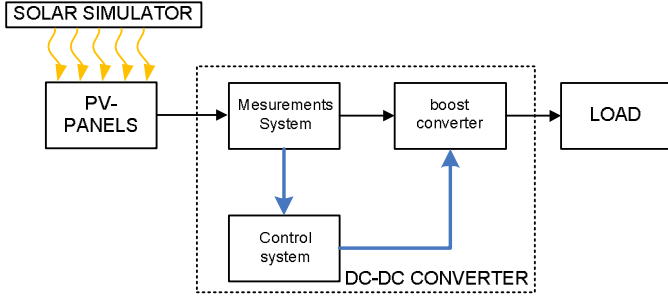 SOLAR SIMULATOR
PV-
PANELS
Mesurements
System
boost
converter
LOAD
Control
system
DC-DC CONVERTER